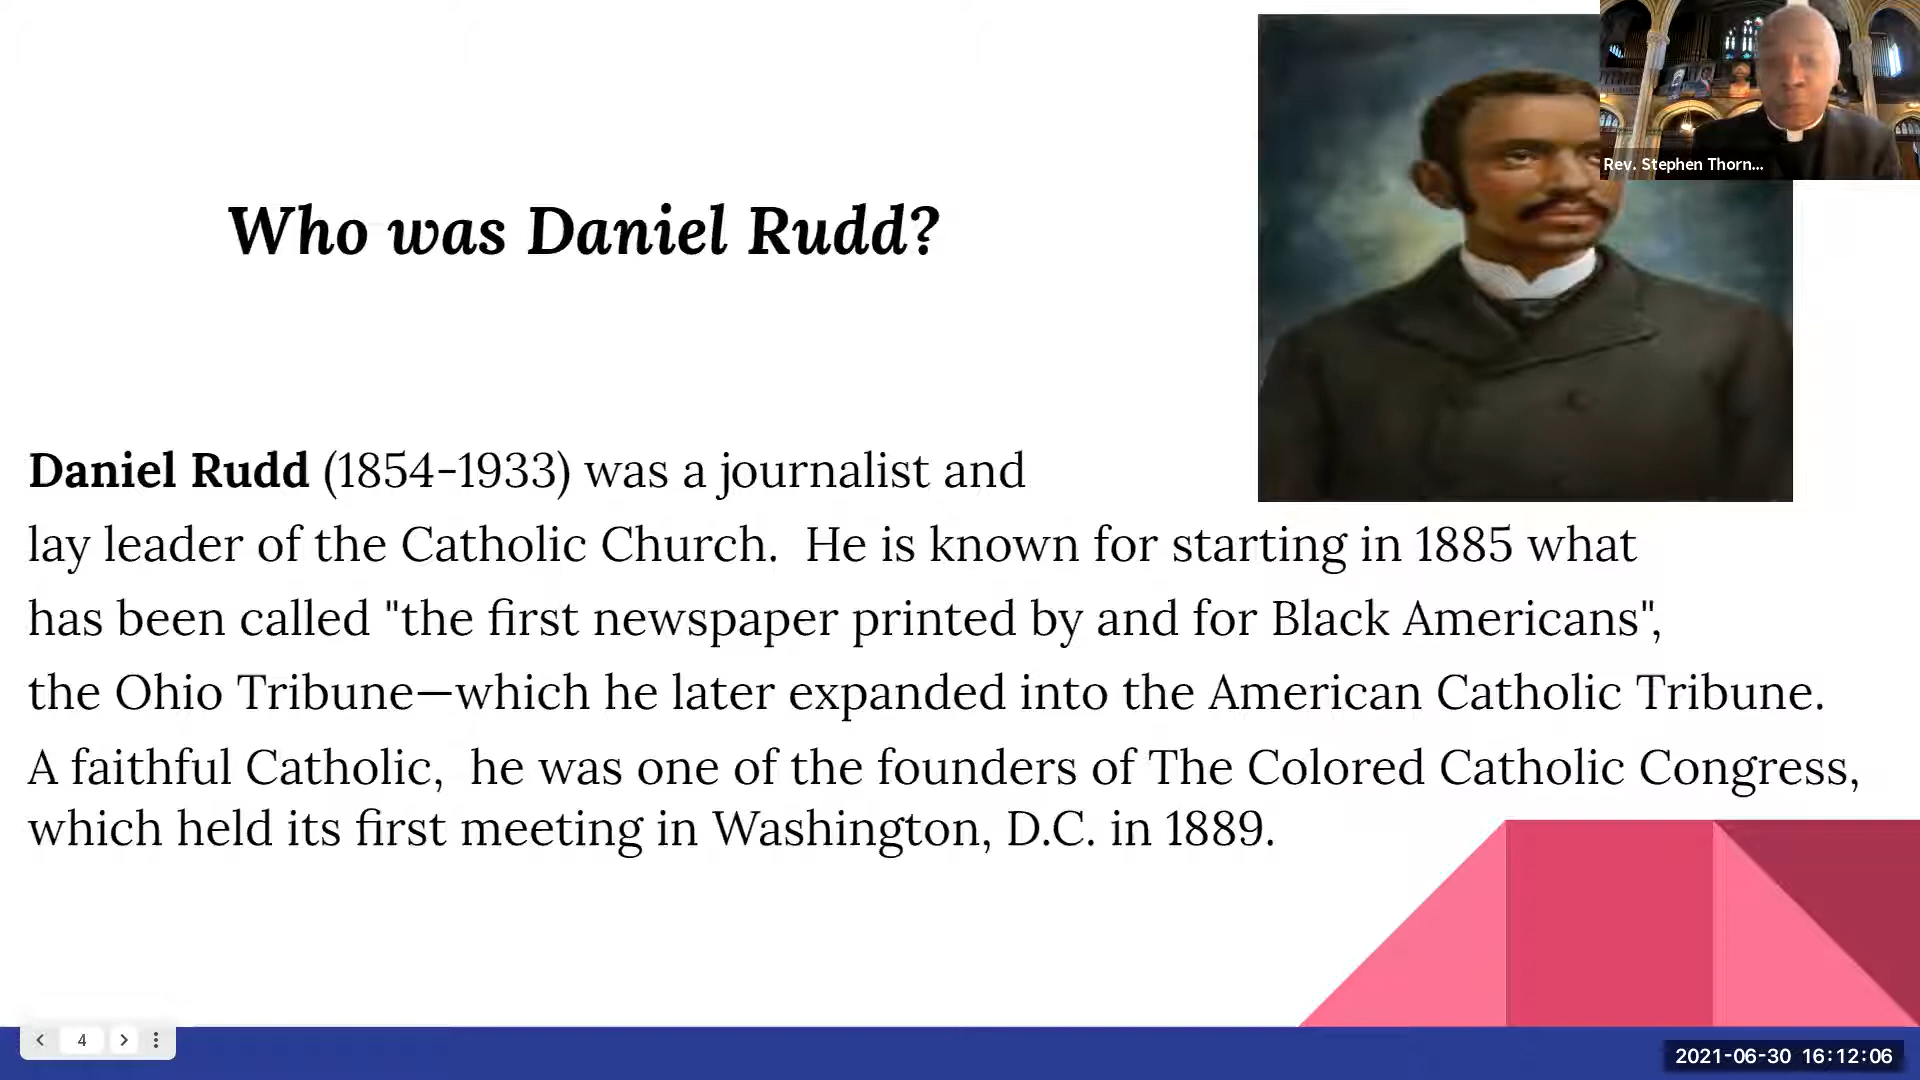 Rev. Stephen Thorn...
Who was Daniel Rudd?
Daniel Rudd (1854-1933) was a journalist and
lay leader of the Catholic Church.  He is known for starting in 1885 what
has been called "the first newspaper printed by and for Black Americans",
the Ohio Tribune—which he later expanded into the American Catholic Tribune.
A faithful Catholic,  he was one of the founders of The Colored Catholic Congress,
which held its first meeting in Washington, D.C. in 1889.
4
2021-06-30 16:12:06